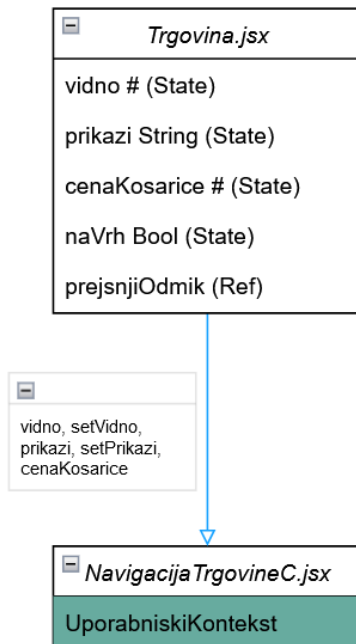 Trgovina.jsx
vidno # (State)
prikazi String (State)
cenaKosarice # (State)
naVrh Bool (State)
prejsnjiOdmik (Ref)
vidno, setVidno,
prikazi, setPrikazi,
cenaKosarice
NavigacijaTrgovineC.jsx
UporabniskiKontekst